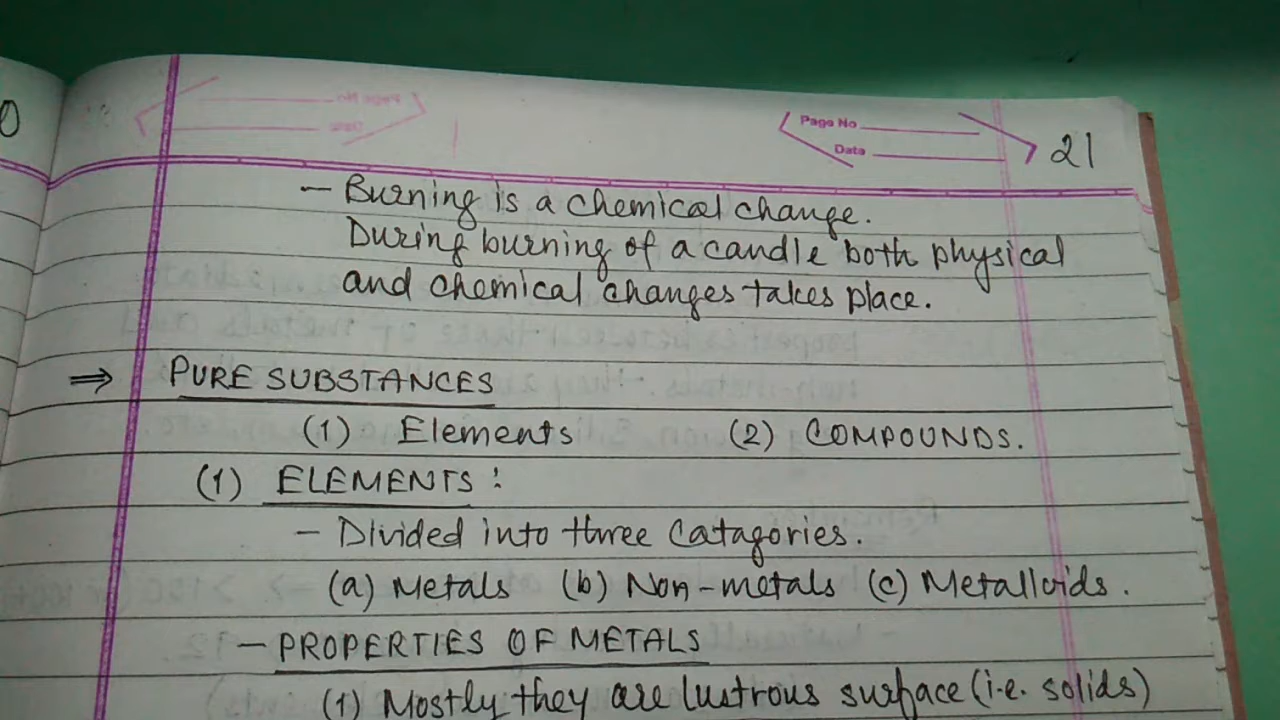 0
Page No
Date
21
– Burning is a chemical change.
During burning of a candle both physical
and chemical changes takes place.
⇒ PURE SUBSTANCES
(1) Elements (2) COMPOUNDS.
(1) ELEMENTS :
– Divided into three Catagories.
(a) Metals (b) Non-metals (c) Metalloids.
– PROPERTIES OF METALS
(1) Mostly they are lustrous surface (i.e. solids)